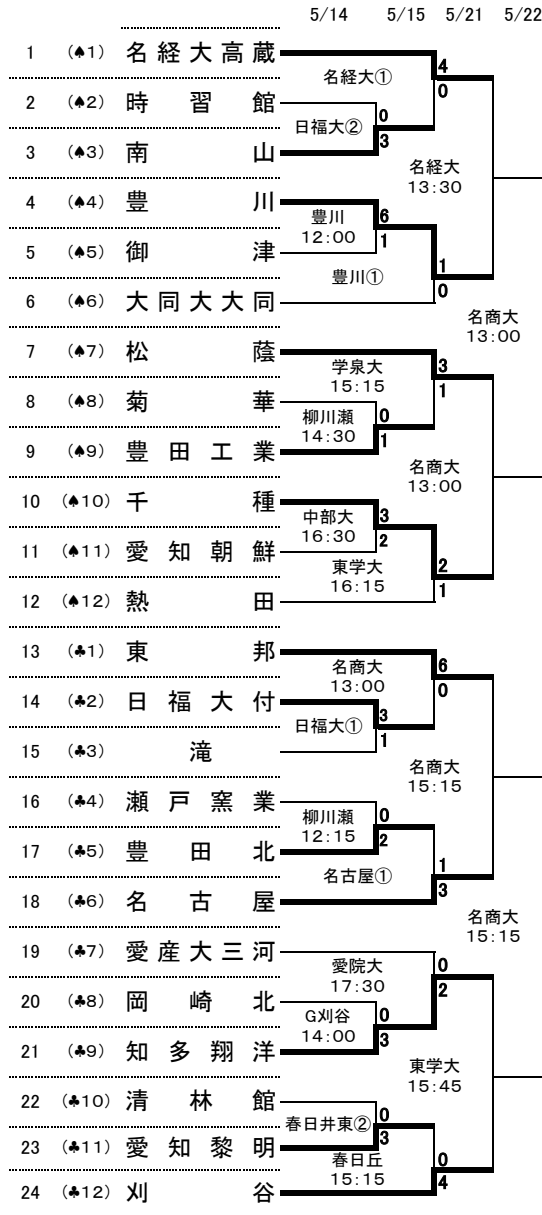 5/14 5/15 5/21 5/22
1 (♠1) 名経大高蔵
4
名経大①
0
2 (♠2) 時習館
0
日福大②
3
3 (♠3) 南山
名経大
13:30
4 (♠4) 豊川
6
豊川
12:00
1
5 (♠5) 御津
1
豊川①
0
6 (♠6) 大同大大同
名商大
13:00
7 (♠7) 松蔭
3
学泉大
15:15
1
8 (♠8) 菊華
0
柳川瀬
14:30
1
9 (♠9) 豊田工業
名商大
13:00
10 (♠10) 千種
3
中部大
16:30
2
11 (♠11) 愛知朝鮮
2
東学大
16:15
1
12 (♠12) 熱田
13 (♣1) 東邦
6
名商大
13:00
0
14 (♣2) 日福大付
3
日福大①
1
15 (♣3) 滝
名商大
15:15
16 (♣4) 瀬戸窯業
0
柳川瀬
12:15
2
17 (♣5) 豊田北
1
名古屋①
3
18 (♣6) 名古屋
名商大
15:15
19 (♣7) 愛産大三河
0
愛院大
17:30
2
20 (♣8) 岡崎北
0
G刈谷
14:00
3
21 (♣9) 知多翔洋
東学大
15:45
22 (♣10) 清林館
0
春日井東②
3
23 (♣11) 愛知黎明
0
春日丘
15:15
4
24 (♣12) 刈谷